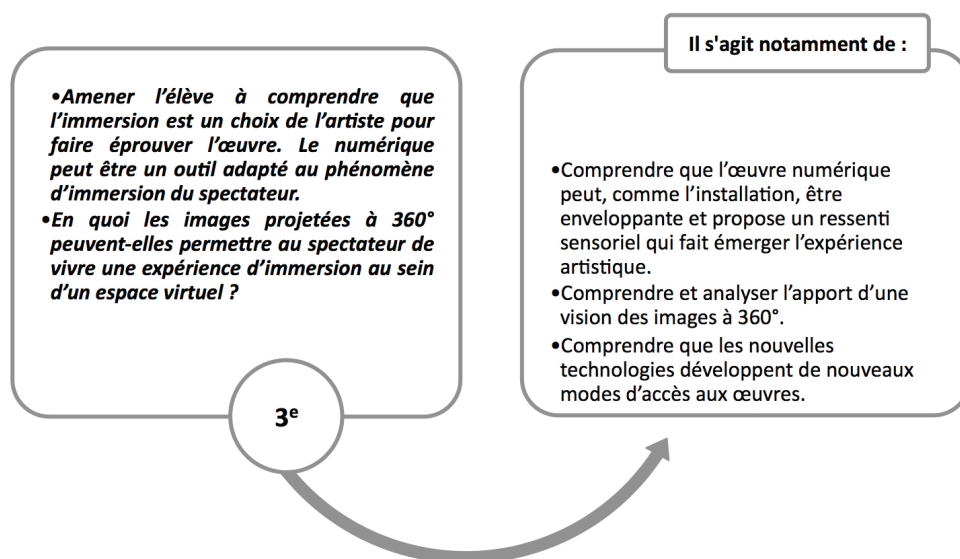 •Amener l’élève à comprendre que
l’immersion est un choix de l’artiste pour
faire éprouver l’œuvre. Le numérique
peut être un outil adapté au phénomène
d’immersion du spectateur.
•En quoi les images projetées à 360°
peuvent-elles permettre au spectateur de
vivre une expérience d’immersion au sein
d’un espace virtuel ?
3e
Il s'agit notamment de :
•Comprendre que l’œuvre numérique
peut, comme l’installation, être
enveloppante et propose un ressenti
sensoriel qui fait émerger l’expérience
artistique.
•Comprendre et analyser l’apport d’une
vision des images à 360°.
•Comprendre que les nouvelles
technologies développent de nouveaux
modes d’accès aux œuvres.